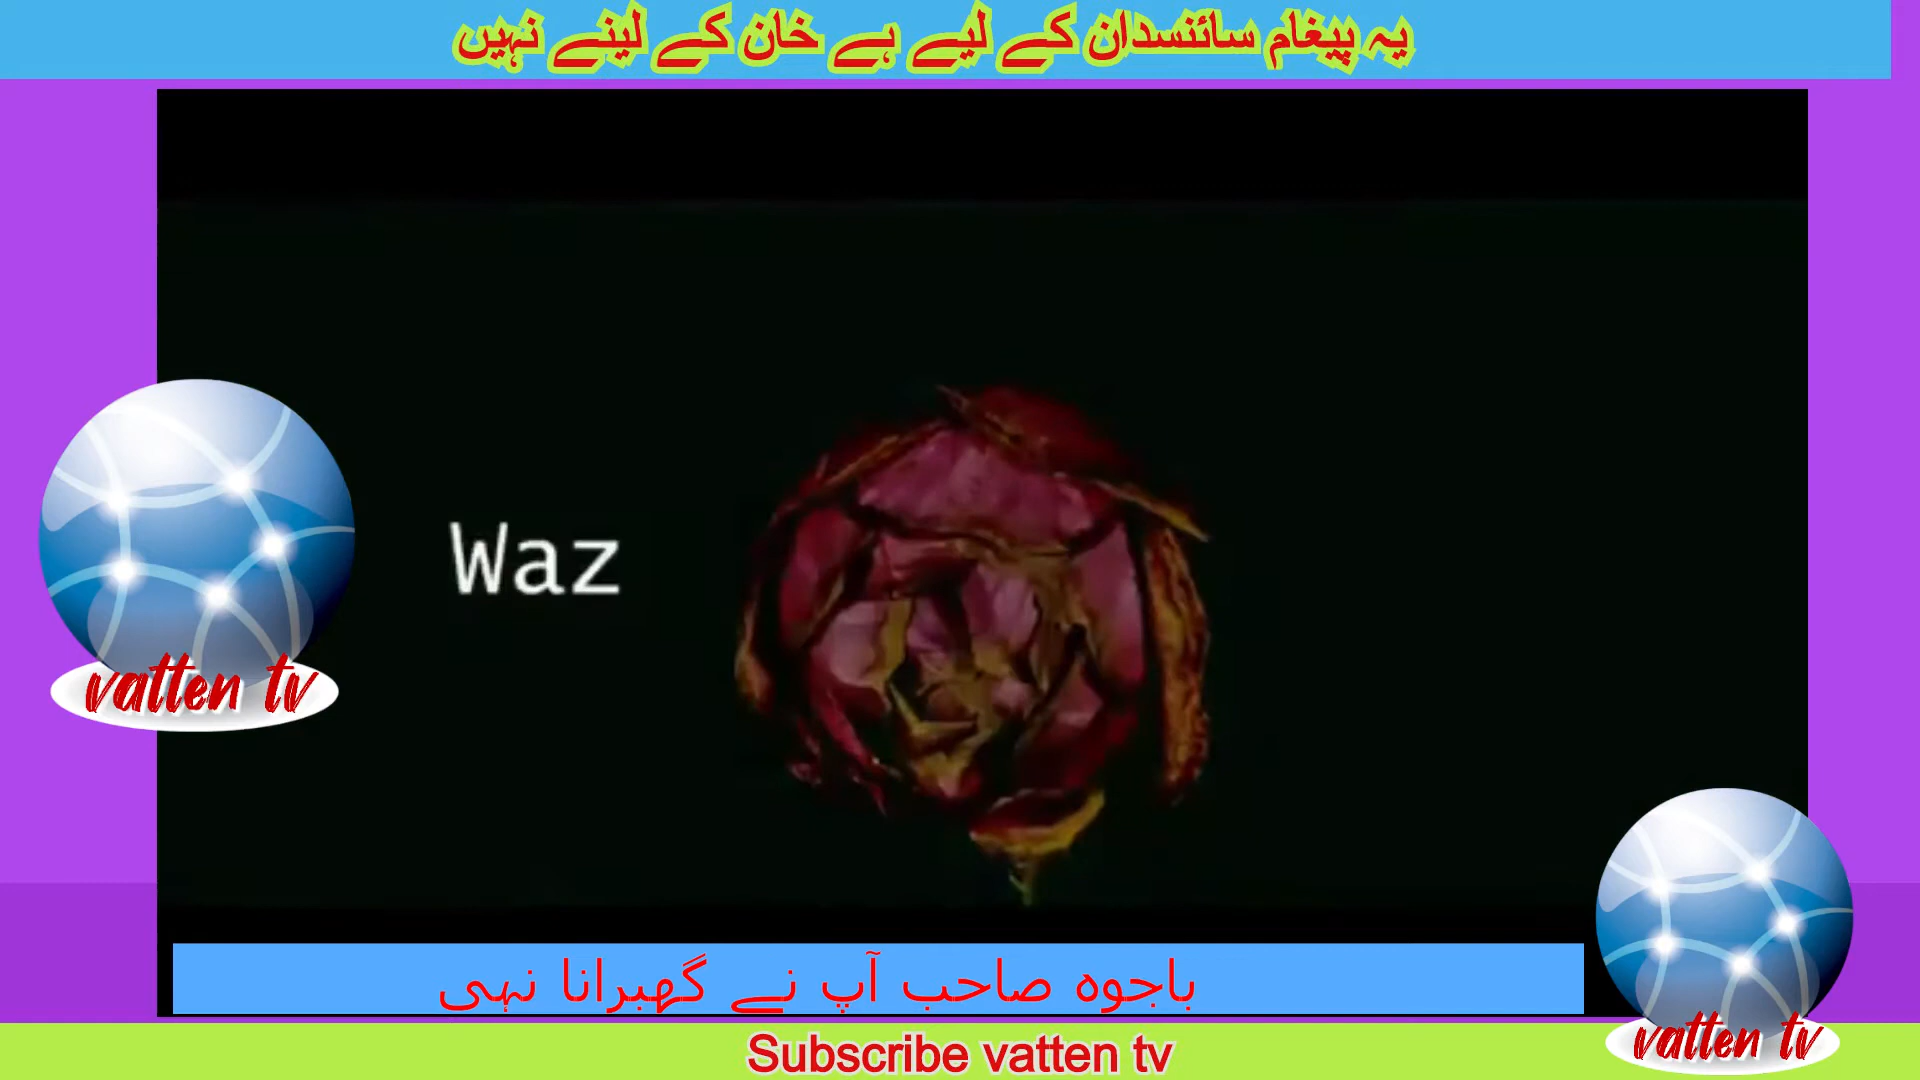 یہ پیغام سائنسدان کے لیے ہے خان کے لینے نہیں
Waz
vatten tv
باجوہ صاحب آپ نے گھبرانا نہی
vatten tv
Subscribe vatten tv